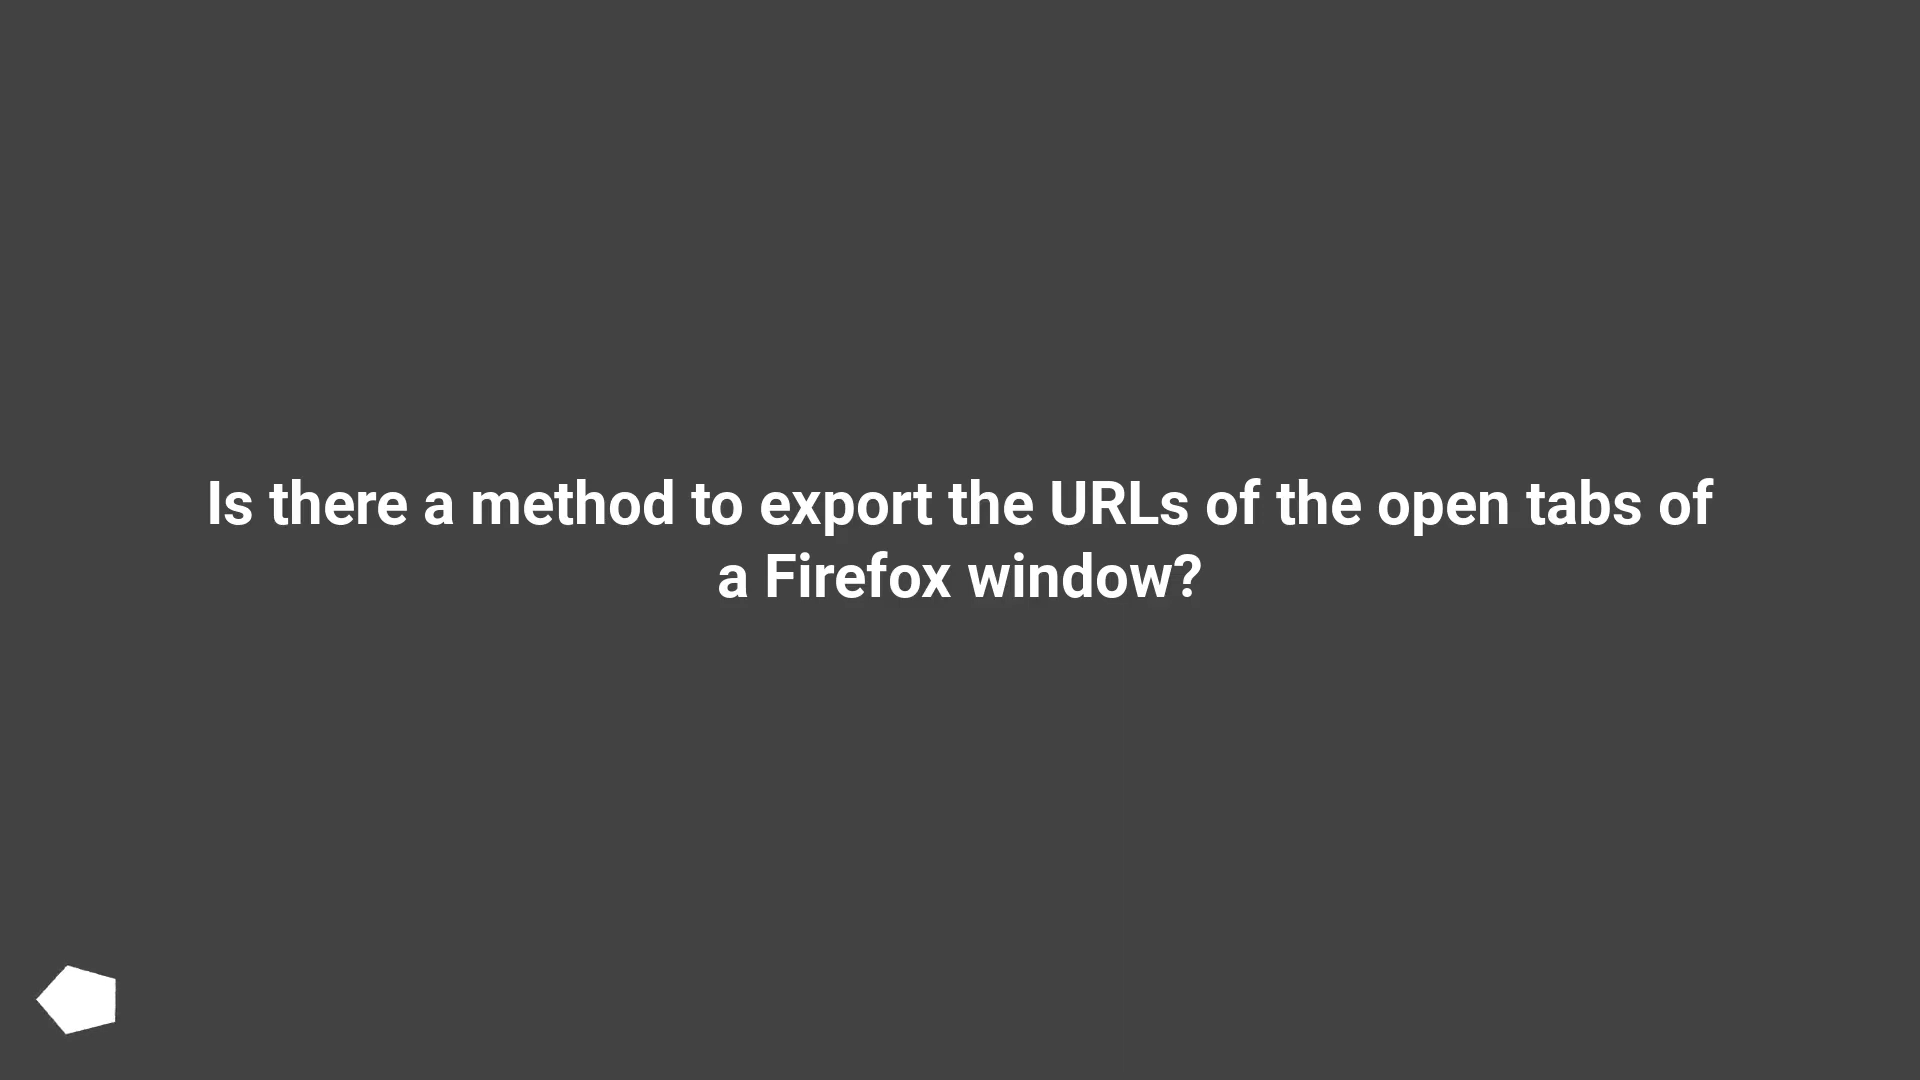 Is there a method to export the URLs of the open tabs of
a Firefox window?